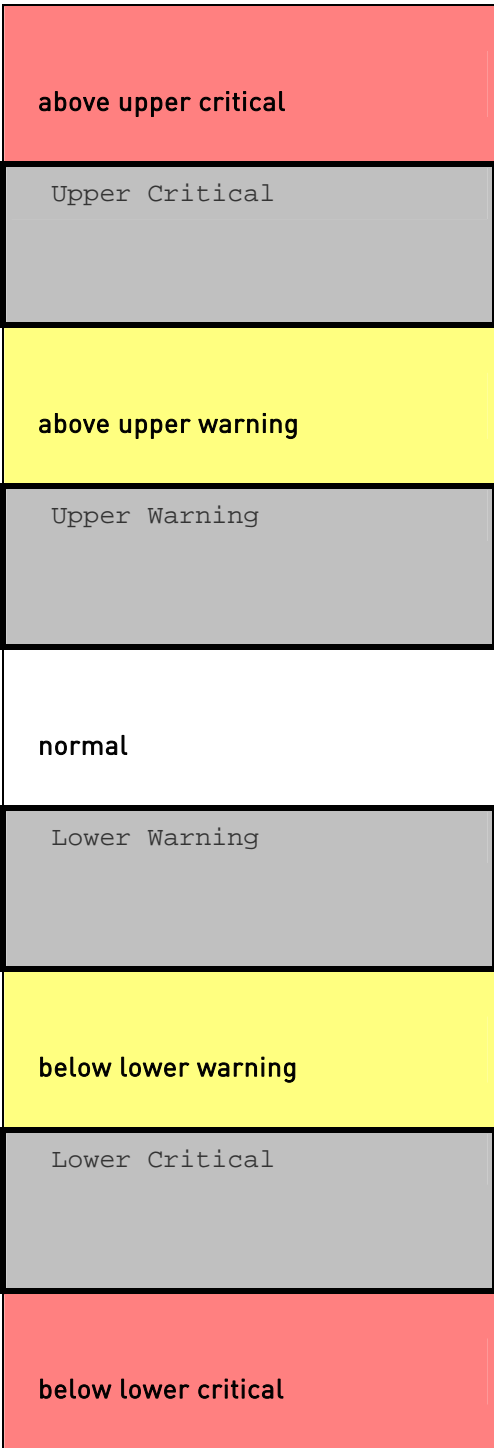 above upper critical
Upper Critical
above upper warning
Upper Warning
normal
Lower Warning
below lower warning
Lower Critical
below lower critical